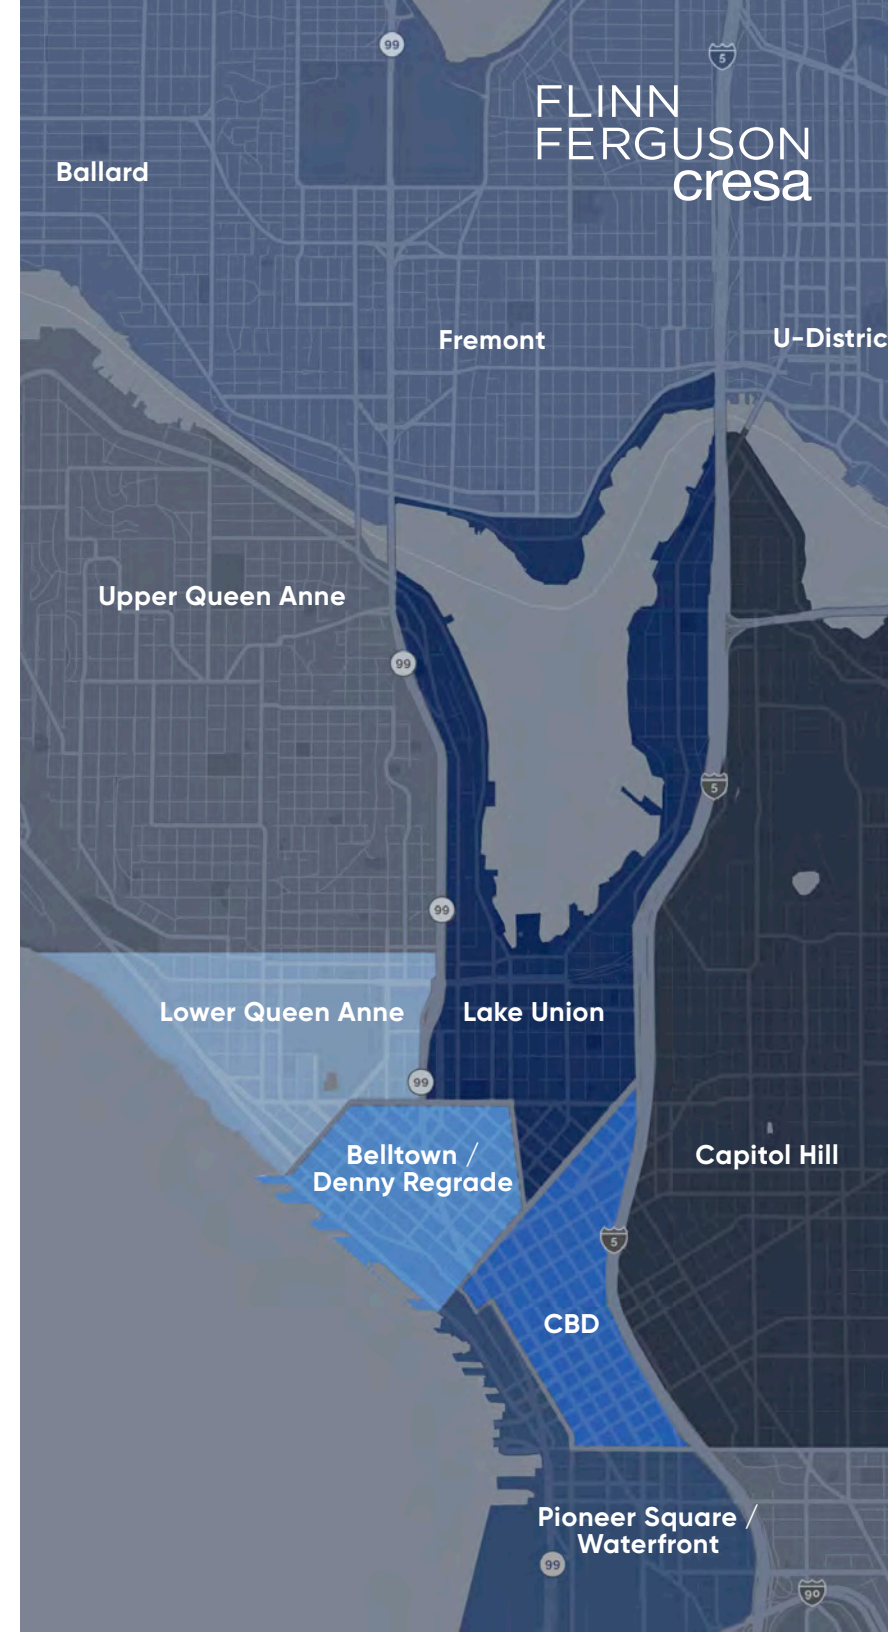 99
5
FLINN
FERGUSON
cresa
Ballard
Fremont
U-Distric
Upper Queen Anne
99
5
99
Lower Queen Anne
Lake Union
99
Belltown /
Denny Regrade
Capitol Hill
5
CBD
Pioneer Square /
Waterfront
99
90